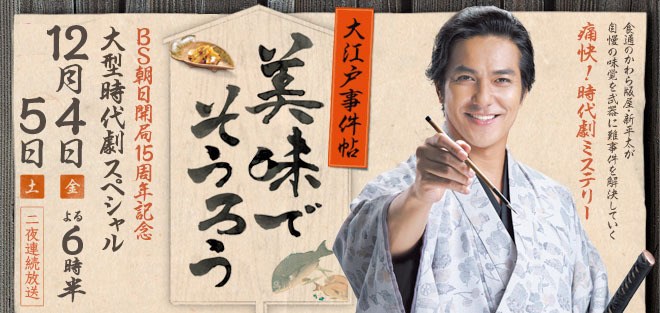 食通のかわら版屋・新平太が
自慢の味覚を武器に難事件を解決していく
痛快!時代劇ミステリー
大江戸事件帖
美味で
そうろう
BS朝日開局15周年記念
大型時代劇スペシャル
12月4日金よる6時半
5日土
二夜連続放送